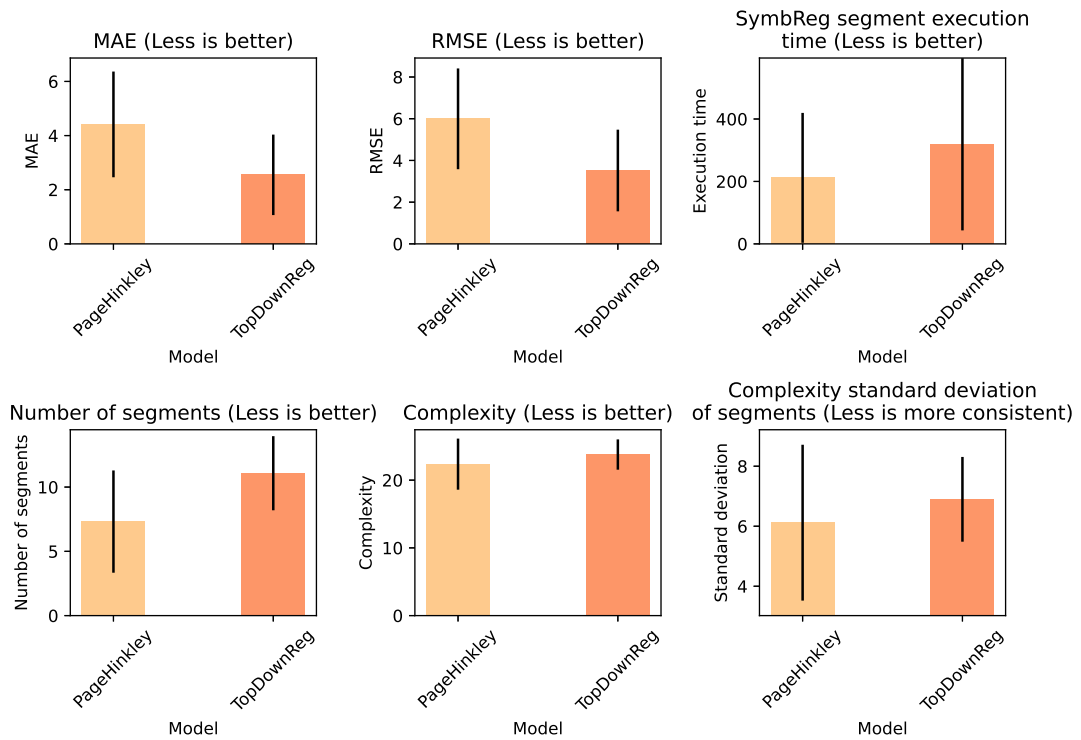 MAE (Less is better)
MAE
6
4
2
0
PageHinkley
TopDownReg
Model
RMSE (Less is better)
RMSE
8
6
4
2
0
PageHinkley
TopDownReg
Model
SymbReg segment execution
time (Less is better)
Execution time
400
200
0
PageHinkley
TopDownReg
Model
Number of segments (Less is better)
Number of segments
10
5
0
PageHinkley
TopDownReg
Model
Complexity (Less is better)
Complexity
20
10
0
PageHinkley
TopDownReg
Model
Complexity standard deviation
of segments (Less is more consistent)
Standard deviation
8
6
4
PageHinkley
TopDownReg
Model